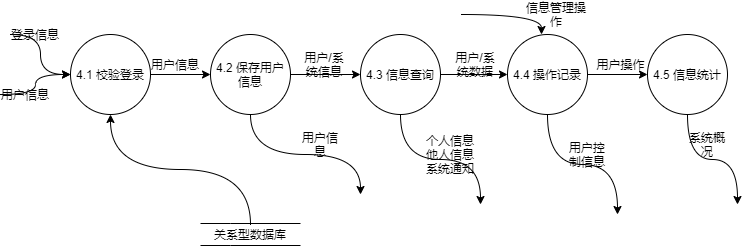 登录信息
用户信息
4.1 校验登录
用户信息
4.2 保存用户
信息
用户/系
统信息
4.3 信息查询
用户/系
统数据
信息管理操
作
4.4 操作记录
用户操作
4.5 信息统计
用户信
息
个人信息
他人信息
系统通知
用户控
制信息
系统概
况
关系型数据库